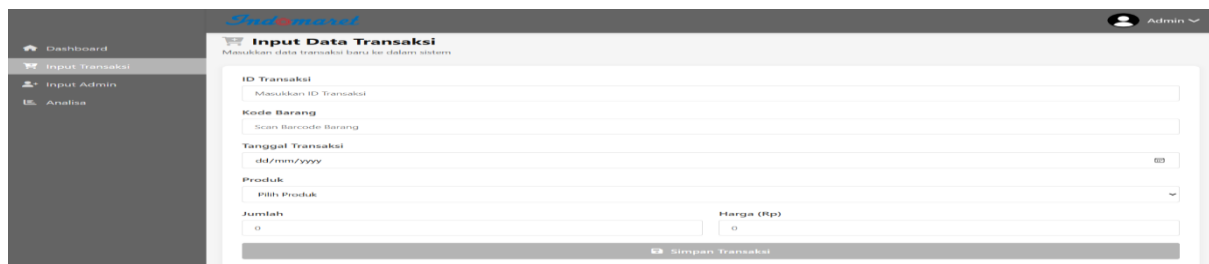 Indomaret
Admin
Dashboard
Input Transaksi
Input Admin
Analisa
Input Data Transaksi
Masukkan data transaksi baru ke dalam sistem
ID Transaksi
Masukkan ID Transaksi
Kode Barang
Scan Barcode Barang
Tanggal Transaksi
dd/mm/yyyy
Produk
Pilih Produk
Jumlah Harga (Rp)
0 0
Simpan Transaksi